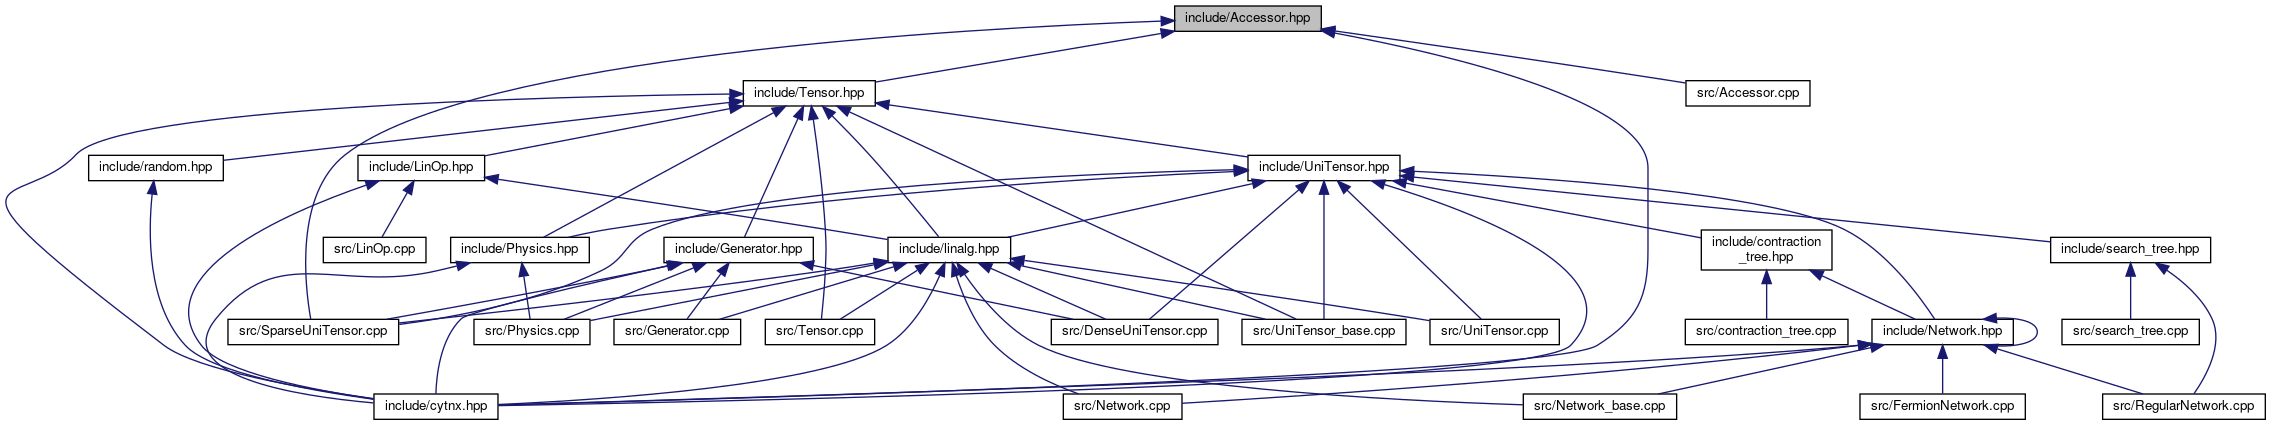 include/Accessor.hpp
include/Tensor.hpp
src/Accessor.cpp
include/random.hpp
include/LinOp.hpp
include/UniTensor.hpp
src/LinOp.cpp
include/Physics.hpp
include/Generator.hpp
include/linalg.hpp
include/contraction
_tree.hpp
include/search_tree.hpp
src/SparseUniTensor.cpp
src/Physics.cpp
src/Generator.cpp
src/Tensor.cpp
src/DenseUniTensor.cpp
src/UniTensor_base.cpp
src/UniTensor.cpp
src/contraction_tree.cpp
include/Network.hpp
src/search_tree.cpp
include/cytnx.hpp
src/Network.cpp
src/Network_base.cpp
src/FermionNetwork.cpp
src/RegularNetwork.cpp